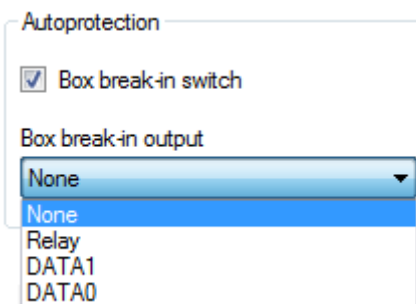 Autoprotection
Box break-in switch
Box break-in output
None
None
Relay
DATA1
DATA0